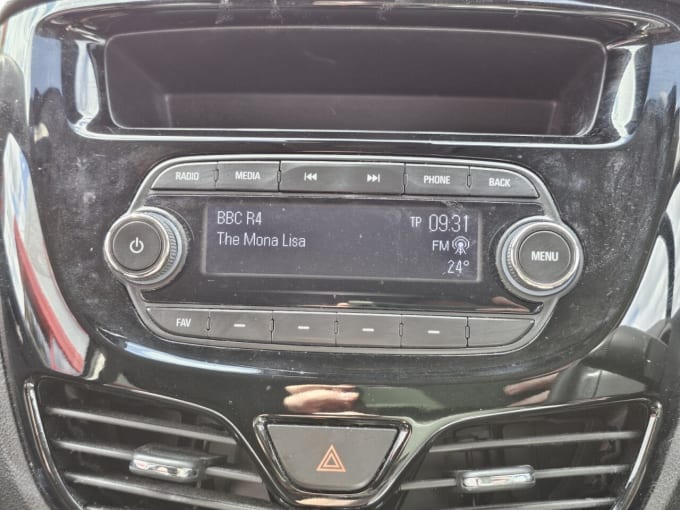 RADIO MEDIA PHONE BACK
BBC R4 TP 09:31
The Mona Lisa FM
24°
MENU
FAV